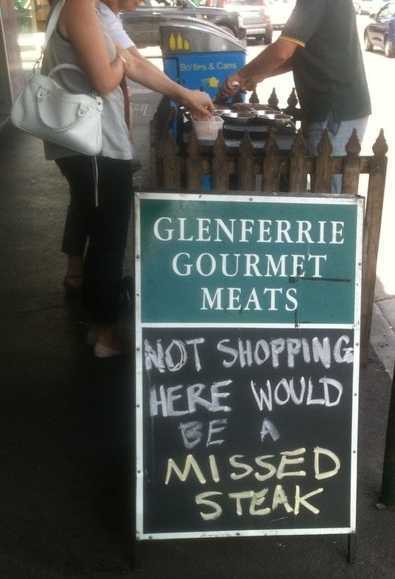 Bottles & Cans
GLENFERRIE
GOURMET
MEATS
NOT SHOPPING
HERE WOULD
BE A
MISSED
STEAK